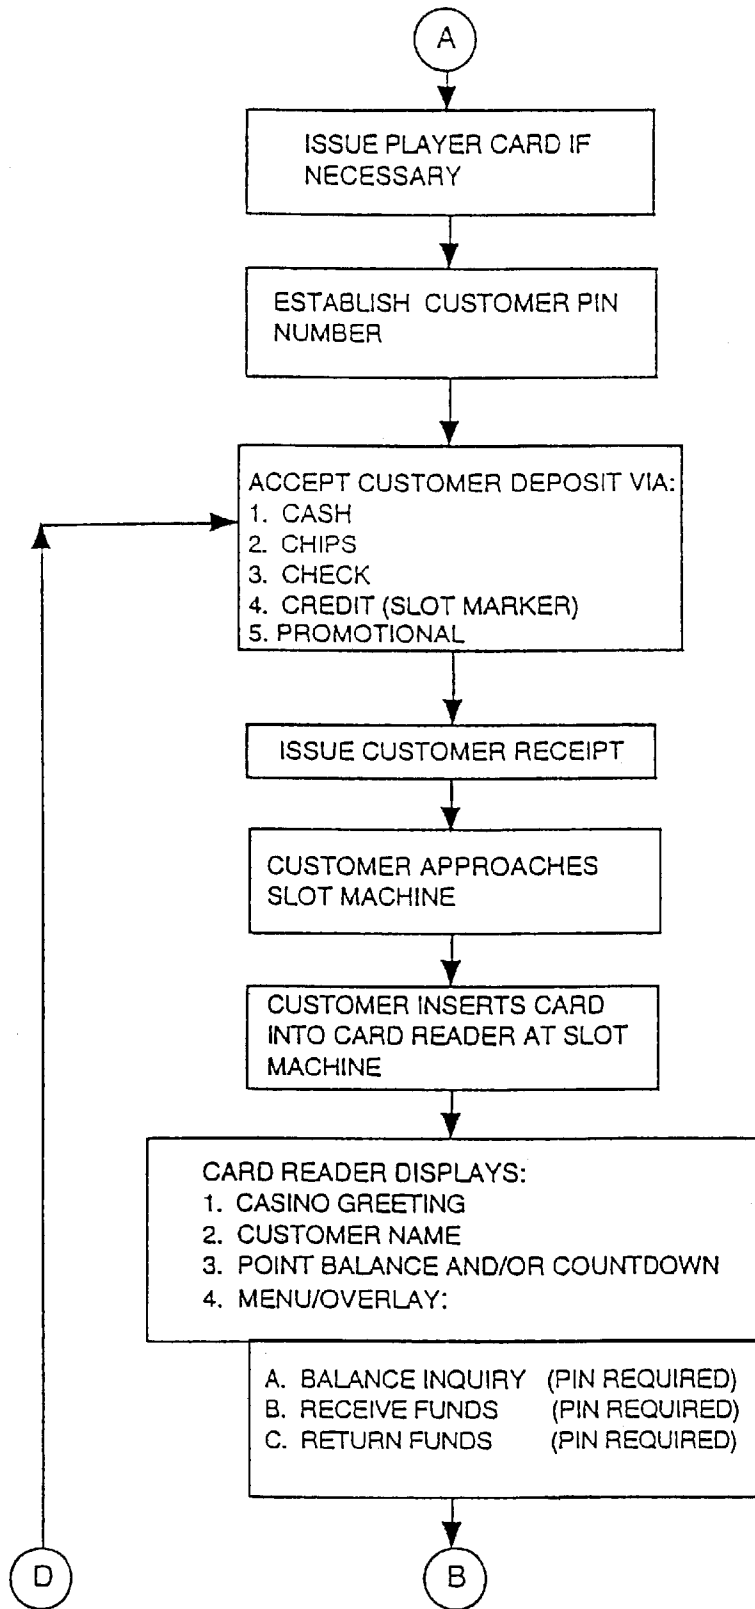 A
ISSUE PLAYER CARD IF
NECESSARY
ESTABLISH CUSTOMER PIN
NUMBER
ACCEPT CUSTOMER DEPOSIT VIA:
1. CASH
2. CHIPS
3. CHECK
4. CREDIT (SLOT MARKER)
5. PROMOTIONAL
ISSUE CUSTOMER RECEIPT
CUSTOMER APPROACHES
SLOT MACHINE
CUSTOMER INSERTS CARD
INTO CARD READER AT SLOT
MACHINE
CARD READER DISPLAYS:
1. CASINO GREETING
2. CUSTOMER NAME
3. POINT BALANCE AND/OR COUNTDOWN
4. MENU/OVERLAY:
A. BALANCE INQUIRY (PIN REQUIRED)
B. RECEIVE FUNDS (PIN REQUIRED)
C. RETURN FUNDS (PIN REQUIRED)
D
B